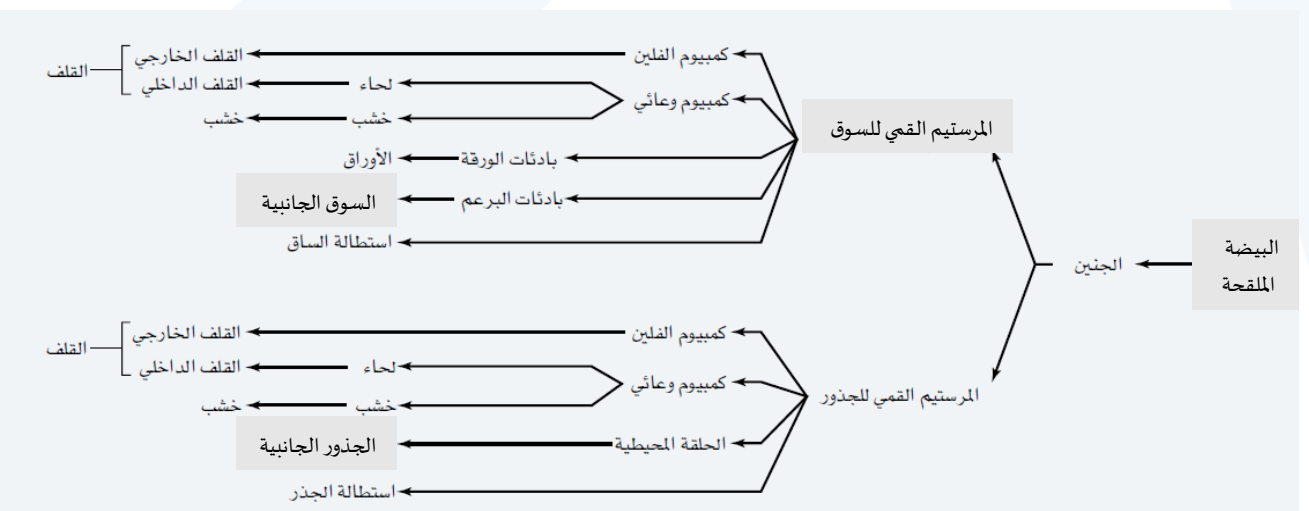 البيضة
الملقحة
الجنين
المرستيم القمي للسوق
كمبيوم الفلين
القلف الخارجي
القلف
كمبيوم وعائي
لحاء
القلف الداخلي
خشب
خشب
بادئات الورقة
الأوراق
بادئات البرعم
السوق الجانبية
استطالة الساق
المرستيم القمي للجذور
كمبيوم الفلين
القلف الخارجي
القلف
كمبيوم وعائي
لحاء
القلف الداخلي
خشب
خشب
الحلقة المحيطية
الجذور الجانبية
استطالة الجذر